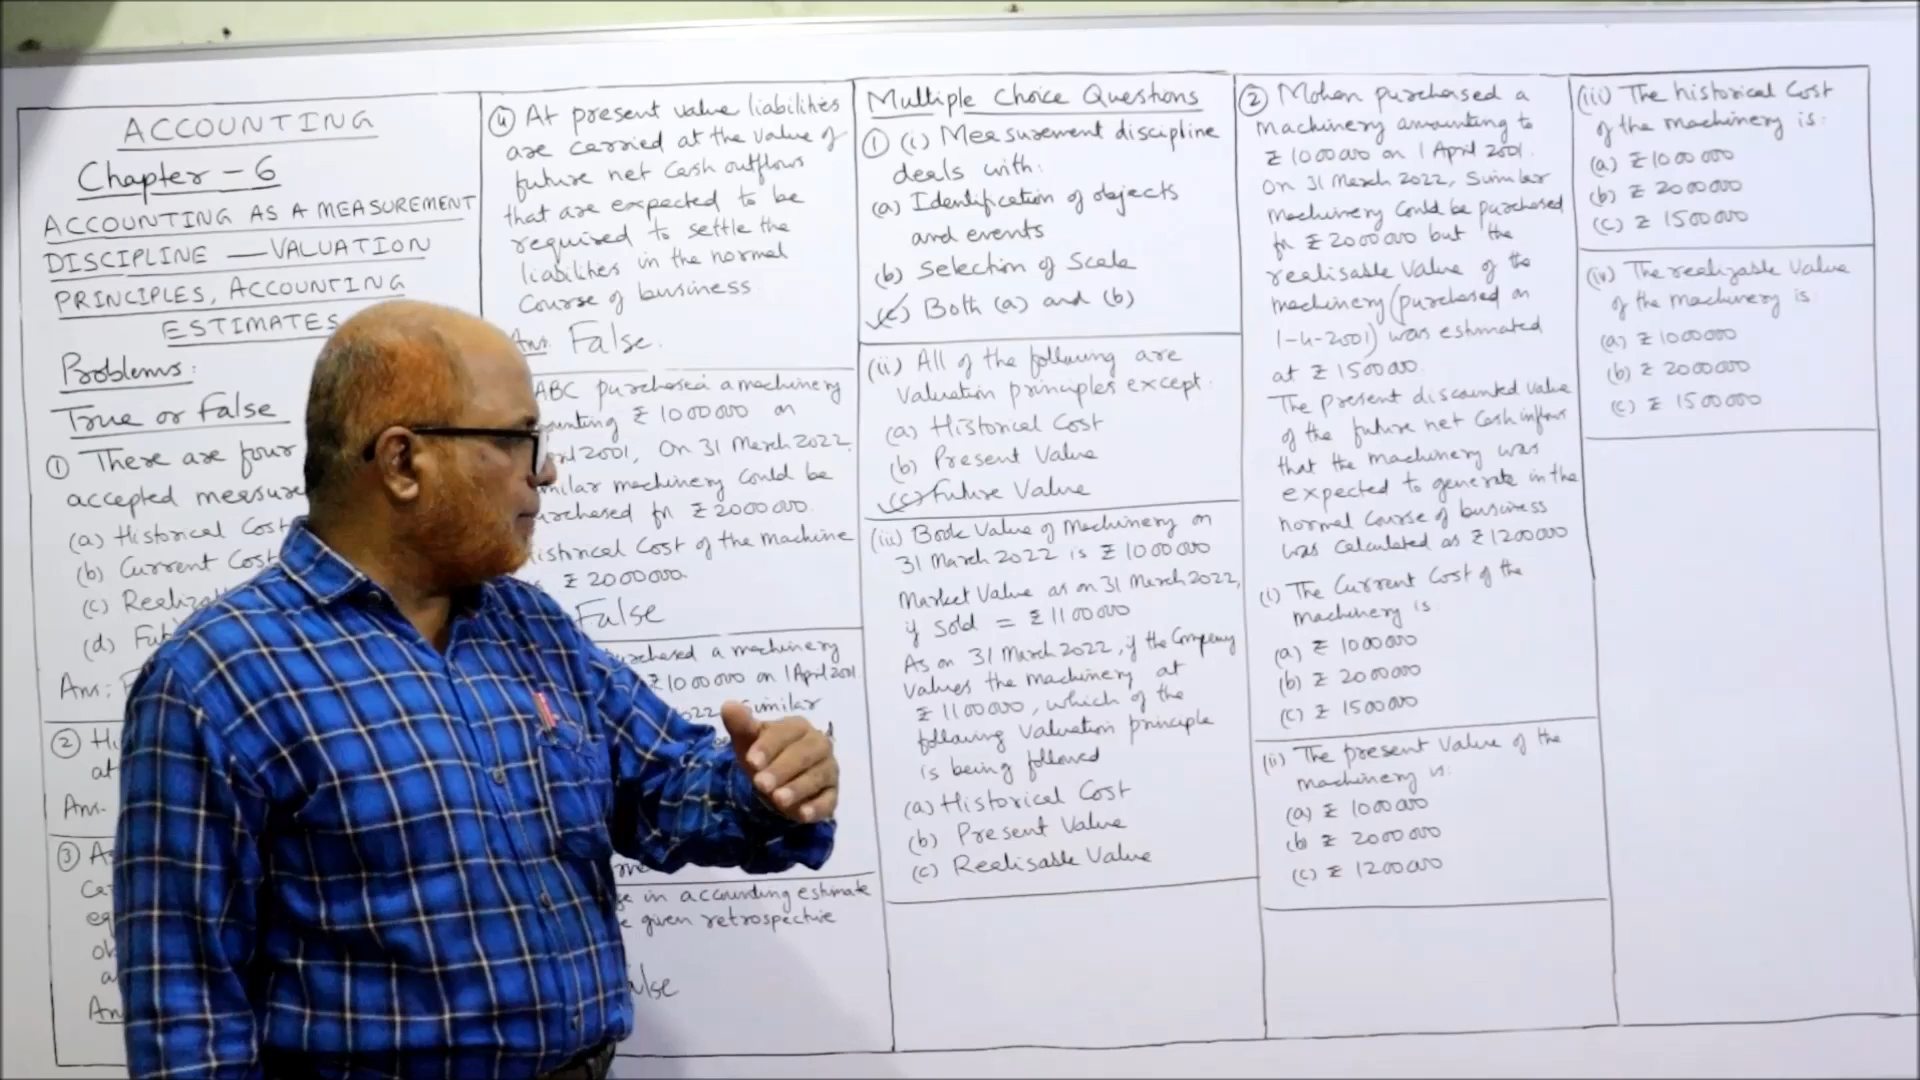 ACCOUNTING
Chapter - 6
ACCOUNTING AS A MEASUREMENT
DISCIPLINE — VALUATION
PRINCIPLES, ACCOUNTING
ESTIMATES
Problems:
True or False
① There are four
accepted measure
(a) Historical Cost
(b) Current Cost
(c) Realiza
(d) Fut
Ans:
② Hi
at
Ans-
③ As
An
④ At present value liabilities
are carried at the value of
future net cash outflows
that are expected to be
required to settle the
liabilities in the normal
Course of business
Ans. False.
ABC purchased a machinery
ounting ₹ 1000000 on
ril 2001, On 31 March 2022,
milar machinery could be
urchased for ₹ 2000000.
istorical Cost of the machine
₹ 2000000
False
urchased a machinery
₹ 1000000 on 1 April 2001
022 Similar
ge in accounting estimate
e given retrospective
alse
Multiple Choice Questions
① (i) Measurement discipline
deals with:
(a) Identification of objects
and events
(b) Selection of Scale
(c) Both (a) and (b)
(ii) All of the following are
Valuation principles except:
(a) Historical Cost
(b) Present Value
(c) Future Value
(iii) Book Value of Machinery on
31 March 2022 is ₹ 1000000
Market Value as on 31 March 2022,
if sold = ₹ 1100000
As on 31 March 2022, if the Company
values the machinery at
₹ 1100000, which of the
following valuation principle
is being followed
(a) Historical Cost
(b) Present Value
(c) Realisable Value
② Mohan purchased a
Machinery amounting to
₹ 1000000 on 1 April 2001.
On 31 March 2022, Similar
machinery could be purchased
for ₹ 2000000 but the
realisable value of the
machinery (purchased on
1-4-2001) was estimated
at ₹ 1500000.
The present discounted value
of the future net cash inflows
that the machinery was
expected to generate in the
normal course of business
was calculated as ₹ 1200000
(i) The Current Cost of the
machinery is
(a) ₹ 1000000
(b) ₹ 2000000
(c) ₹ 1500000
(ii) The present value of the
machinery is:
(a) ₹ 1000000
(b ₹ 2000000
(c) ₹ 1200000
(iii) The historical Cost
of the machinery is:
(a) ₹ 1000000
(b) ₹ 2000000
(c) ₹ 1500000
(iv) The realizable value
of the machinery is
(a) ₹ 1000000
(b) ₹ 2000000
(c) ₹ 1500000